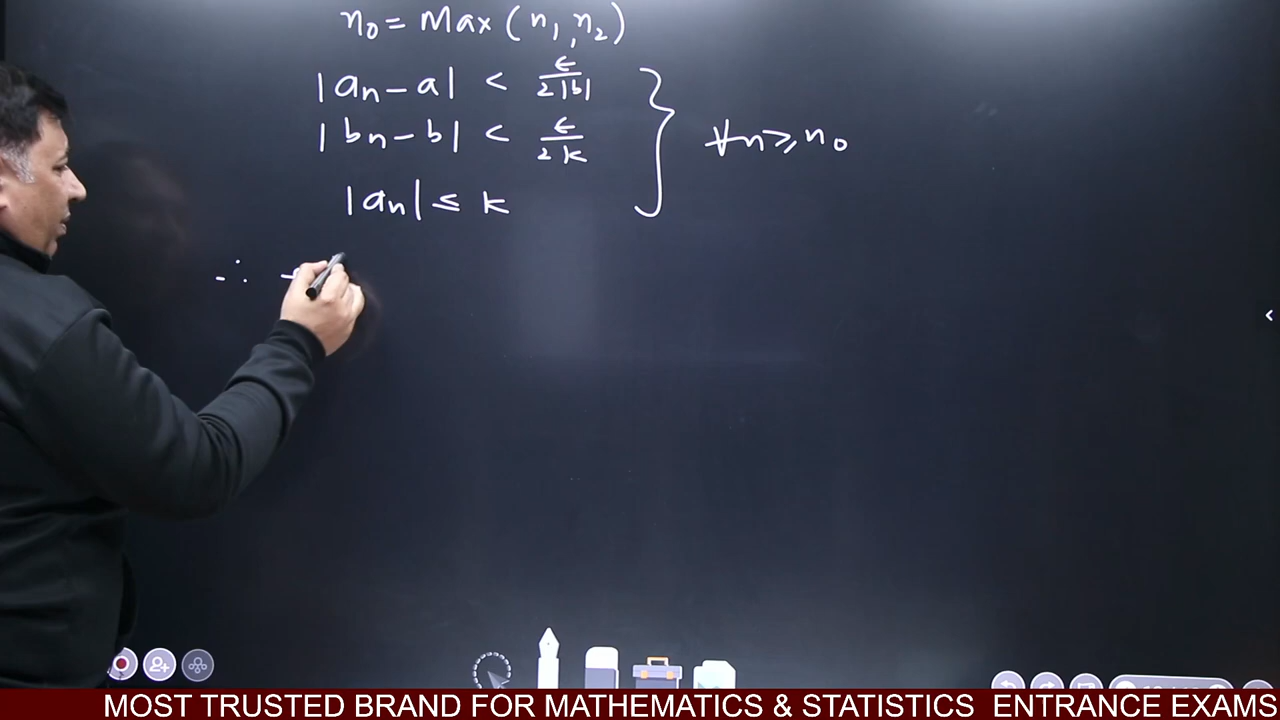 n₀ = Max (n₁, n₂)
|aₙ - a| < ε/2|b|
|bₙ - b| < ε/2k
∀n ≥ n₀
|aₙ| ≤ k
∴
MOST TRUSTED BRAND FOR MATHEMATICS & STATISTICS ENTRANCE EXAMS